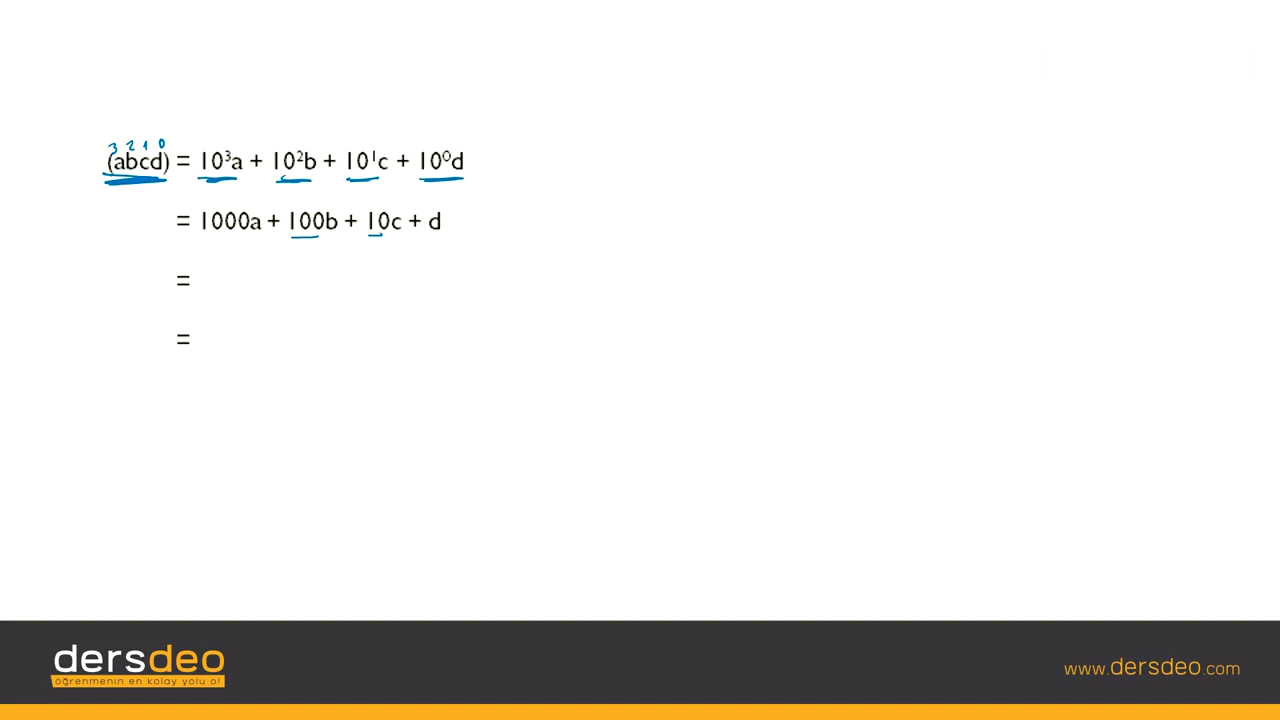 3 2 1 0
(abcd) = 10³a + 10²b + 10¹c + 10⁰d
= 1000a + 100b + 10c + d
=
=
dersdeo
öğrenmenin en kolay yolu o!
www.dersdeo.com